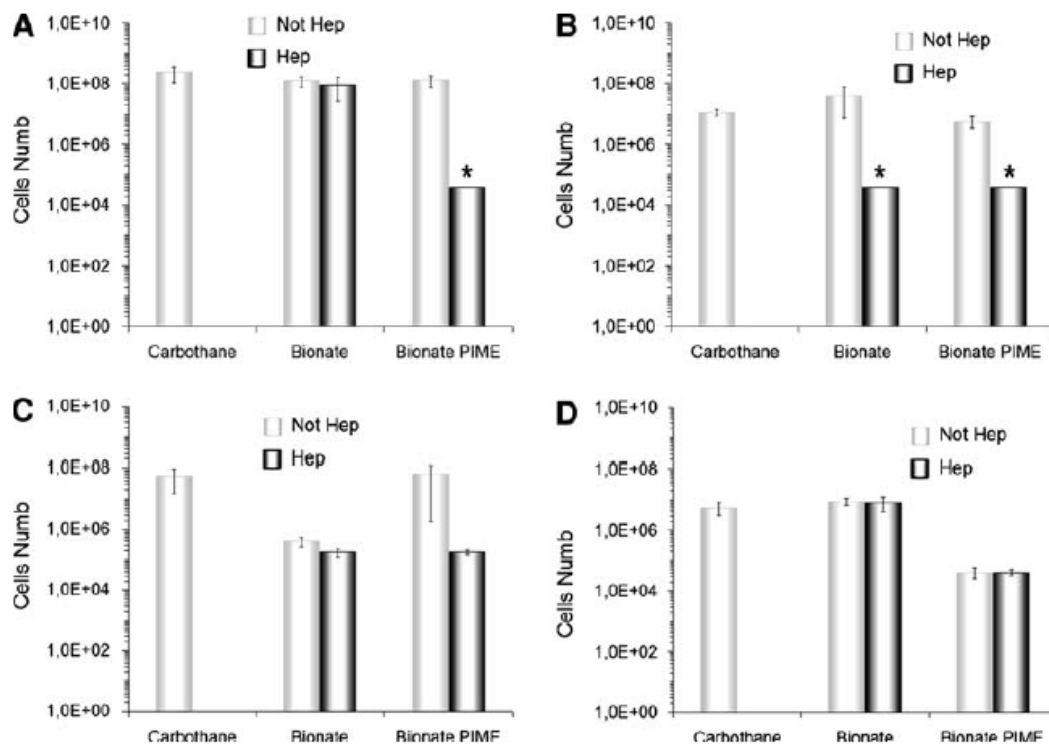 A
1,0E+10
1,0E+08
1,0E+06
1,0E+04
1,0E+02
1,0E+00
Cells Numb
Not Hep
Hep
*
Carbothane Bionate Bionate PIME
B
1,0E+10
1,0E+08
1,0E+06
1,0E+04
1,0E+02
1,0E+00
Cells Numb
Not Hep
Hep
* *
Carbothane Bionate Bionate PIME
C
1,0E+10
1,0E+08
1,0E+06
1,0E+04
1,0E+02
1,0E+00
Cells Numb
Not Hep
Hep
Carbothane Bionate Bionate PIME
D
1,0E+10
1,0E+08
1,0E+06
1,0E+04
1,0E+02
1,0E+00
Cells Numb
Not Hep
Hep
Carbothane Bionate Bionate PIME